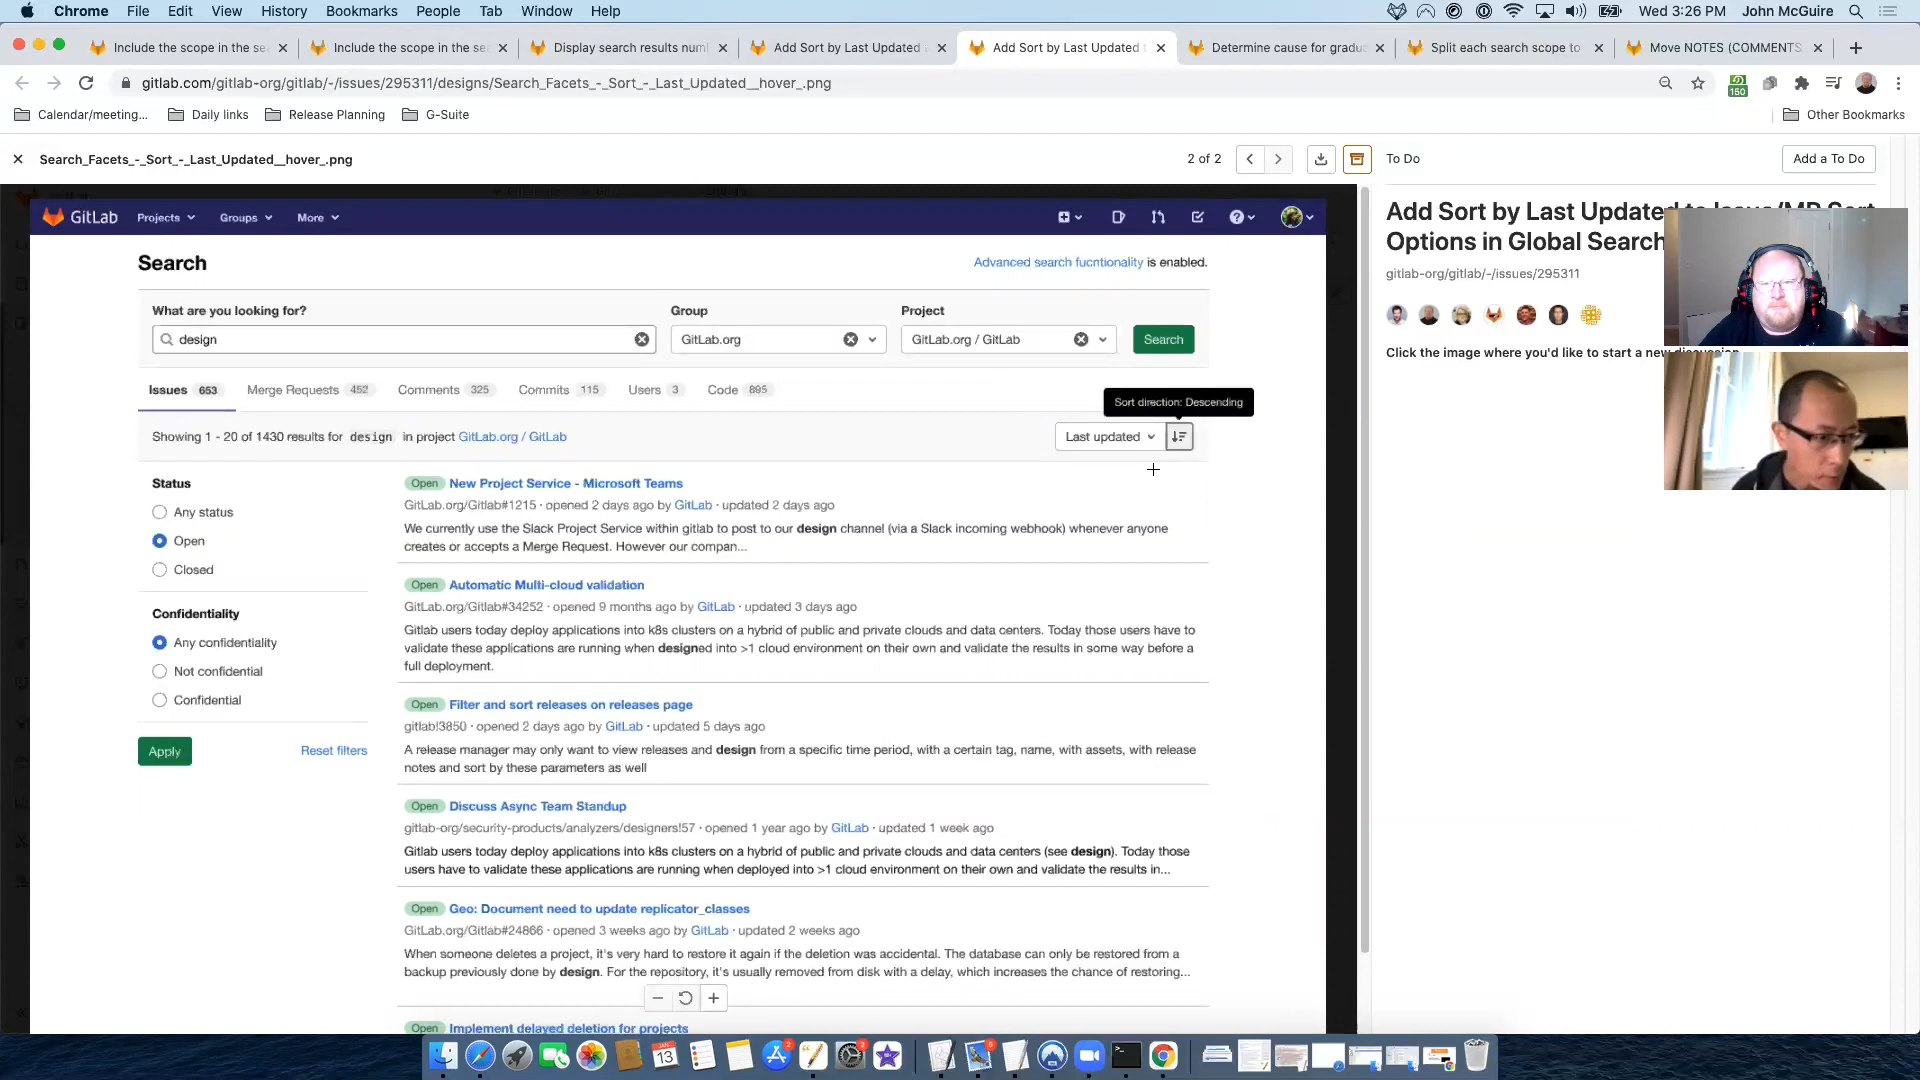 Chrome File Edit View History Bookmarks People Tab Window Help
Wed 3:26 PM John McGuire
Include the scope in the se
Include the scope in the se
Display search results num
Add Sort by Last Updated
Add Sort by Last Updated t
Determine cause for gradu
Split each search scope to
Move NOTES (COMMENTS
gitlab.com/gitlab-org/gitlab/-/issues/295311/designs/Search_Facets_-_Sort_-_Last_Updated__hover_.png
150
Calendar/meeting... Daily links Release Planning G-Suite Other Bookmarks
Search_Facets_-_Sort_-_Last_Updated__hover_.png
2 of 2
To Do
Add a To Do
GitLab Projects Groups More
Search
Advanced search fucntionality is enabled.
What are you looking for?
Group
Project
design
GitLab.org
GitLab.org / GitLab
Search
Issues 653 Merge Requests 452 Comments 325 Commits 115 Users 3 Code 895
Sort direction: Descending
Showing 1 - 20 of 1430 results for design in project GitLab.org / GitLab
Last updated
Status
Any status
Open
Closed
Confidentiality
Any confidentiality
Not confidential
Confidential
Apply
Reset filters
Open New Project Service - Microsoft Teams
GitLab.org/Gitlab#1215 · opened 2 days ago by GitLab · updated 2 days ago
We currently use the Slack Project Service within gitlab to post to our design channel (via a Slack incoming webhook) whenever anyone
creates or accepts a Merge Request. However our compan...
Open Automatic Multi-cloud validation
GitLab.org/Gitlab#34252 · opened 9 months ago by GitLab · updated 3 days ago
Gitlab users today deploy applications into k8s clusters on a hybrid of public and private clouds and data centers. Today those users have to
validate these applications are running when designed into >1 cloud environment on their own and validate the results in some way before a
full deployment.
Open Filter and sort releases on releases page
gitlab!3850 · opened 2 days ago by GitLab · updated 5 days ago
A release manager may only want to view releases and design from a specific time period, with a certain tag, name, with assets, with release
notes and sort by these parameters as well
Open Discuss Async Team Standup
gitlab-org/security-products/analyzers/designers!57 · opened 1 year ago by GitLab · updated 1 week ago
Gitlab users today deploy applications into k8s clusters on a hybrid of public and private clouds and data centers (see design). Today those
users have to validate these applications are running when deployed into >1 cloud environment on their own and validate the results in...
Open Geo: Document need to update replicator_classes
GitLab.org/Gitlab#24866 · opened 3 weeks ago by GitLab · updated 2 weeks ago
When someone deletes a project, it's very hard to restore it again if the deletion was accidental. The database can only be restored from a
backup previously done by design. For the repository, it's usually removed from disk with a delay, which increases the chance of restoring...
Open Implement delayed deletion for projects
Add Sort by Last Updated to Issue/MR Sort
Options in Global Search
gitlab-org/gitlab/-/issues/295311
Click the image where you'd like to start a new discussion
JAN
13
2
2
6